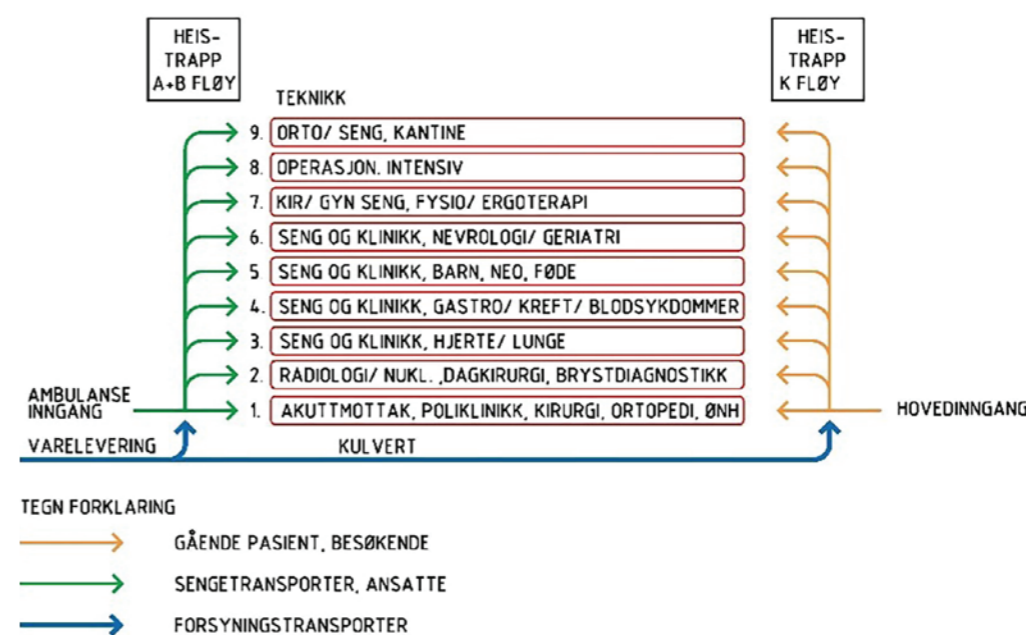 HEIS-
TRAPP
A+B FLØY
HEIS-
TRAPP
K FLØY
TEKNIKK
9. ORTO/ SENG, KANTINE
8. OPERASJON. INTENSIV
7. KIR/ GYN SENG, FYSIO/ ERGOTERAPI
6. SENG OG KLINIKK, NEVROLOGI/ GERIATRI
5. SENG OG KLINIKK, BARN, NEO, FØDE
4. SENG OG KLINIKK, GASTRO/ KREFT/ BLODSYKDOMMER
3. SENG OG KLINIKK, HJERTE/ LUNGE
2. RADIOLOGI/ NUKL. ,DAGKIRURGI, BRYSTDIAGNOSTIKK
AMBULANSE
INNGANG
1. AKUTTMOTTAK, POLIKLINIKK, KIRURGI, ORTOPEDI, ØNH
HOVEDINNGANG
VARELEVERING
KULVERT
TEGN FORKLARING
GÅENDE PASIENT, BESØKENDE
SENGETRANSPORTER, ANSATTE
FORSYNINGSTRANSPORTER